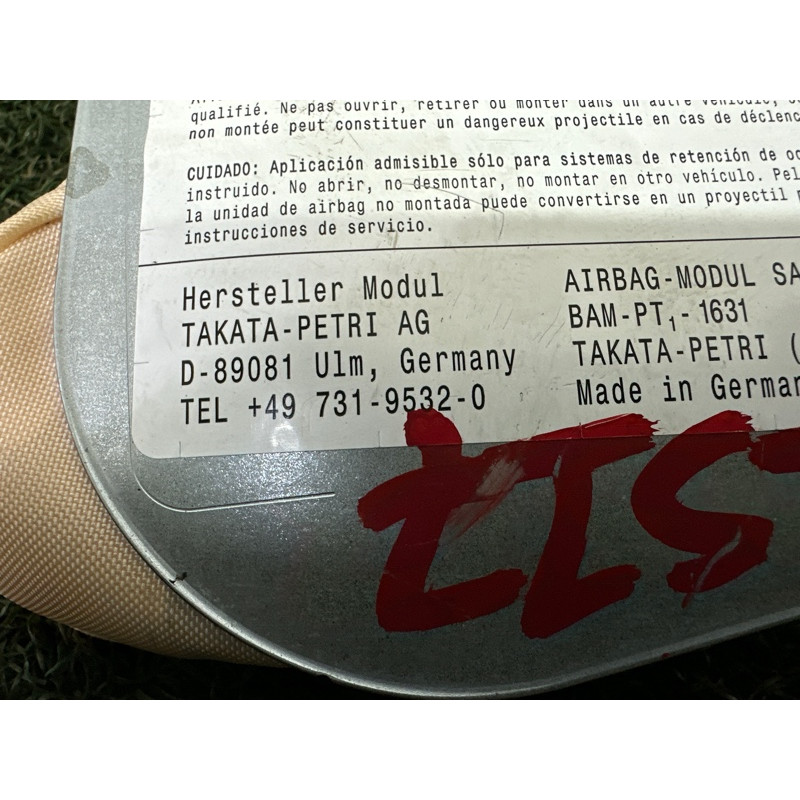 qualifié. Ne pas ouvrir, retirer ou monter dans un autre véhicule,
non montée peut constituer un dangereux projectile en cas de déclenc
CUIDADO: Aplicación admisible sólo para sistemas de retención de oc
instruido. No abrir, no desmontar, no montar en otro vehículo. Pel
la unidad de airbag no montada puede convertirse en un proyectil p
instrucciones de servicio.
Hersteller Modul
TAKATA-PETRI AG
D-89081 Ulm, Germany
TEL +49 731-9532-0
AIRBAG-MODUL SA
BAM-PT₁-1631
TAKATA-PETRI (
Made in German